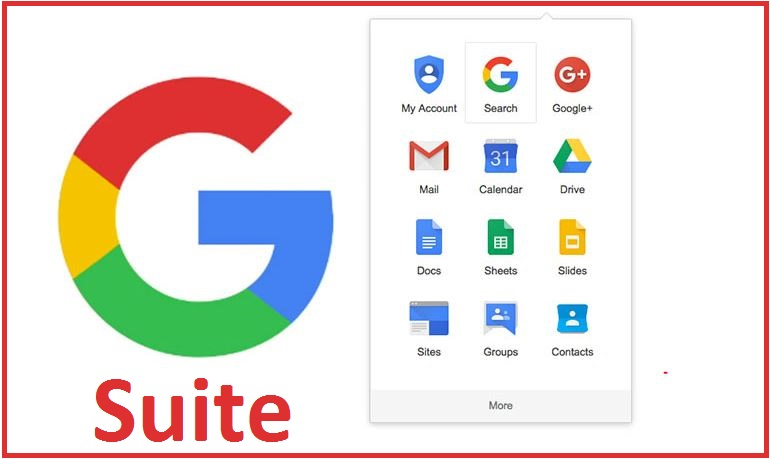 My Account Search Google+
G+
Mail Calendar Drive
31
Docs Sheets Slides
Sites Groups Contacts
More
G
Suite